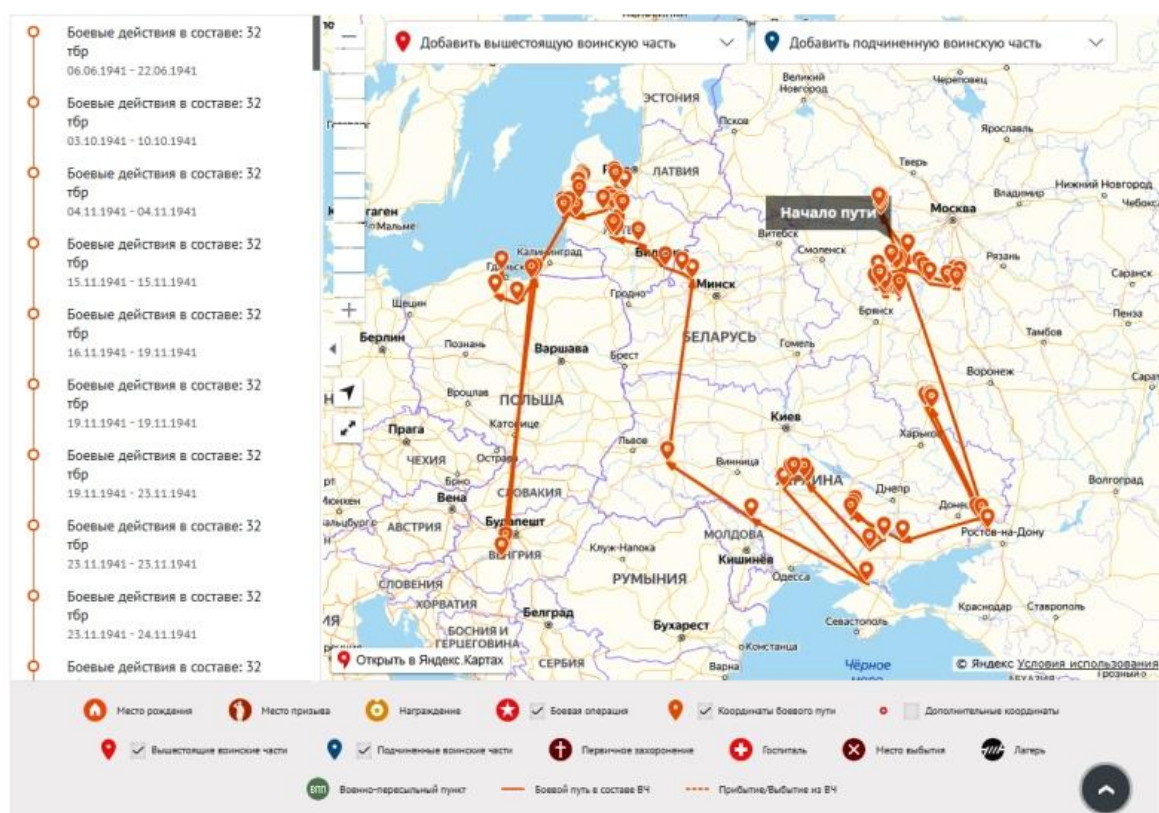 Боевые действия в составе: 32
тбр
06.06.1941 - 22.06.1941
Боевые действия в составе: 32
тбр
03.10.1941 - 10.10.1941
Боевые действия в составе: 32
тбр
04.11.1941 - 04.11.1941
Боевые действия в составе: 32
тбр
15.11.1941 - 15.11.1941
Боевые действия в составе: 32
тбр
16.11.1941 - 19.11.1941
Боевые действия в составе: 32
тбр
19.11.1941 - 19.11.1941
Боевые действия в составе: 32
тбр
19.11.1941 - 23.11.1941
Боевые действия в составе: 32
тбр
23.11.1941 - 23.11.1941
Боевые действия в составе: 32
тбр
23.11.1941 - 24.11.1941
Боевые действия в составе: 32
Добавить вышестоящую воинскую часть
Добавить подчиненную воинскую часть
Великий
Новгород
Череповец
ЭСТОНИЯ
Псков
Ярославль
Тверь
ЛАТВИЯ
Владимир
Нижний Новгород
Москва
Начало пути
Мальме
Витебск
Смоленск
Рязань
Калининград
Саранск
Минск
Гродно
Щецин
Брянск
Пенза
Берлин
Познань
Варшава
Брест
БЕЛАРУСЬ
Гомель
Тамбов
Воронеж
Вроцлав
ПОЛЬША
Киев
Прага
Львов
ЧЕХИЯ
Винница
Волгоград
Брно
Вена
СЛОВАКИЯ
Днепр
АВСТРИЯ
МОЛДОВА
Ростов-на-Дону
Клуж-Напока
Кишинёв
РУМЫНИЯ
Одесса
СЛОВЕНИЯ
ХОРВАТИЯ
Белград
Краснодар
Ставрополь
БОСНИЯ И
ГЕРЦЕГОВИНА
Бухарест
Севастополь
Констанца
СЕРБИЯ
Варна
Чёрное
Открыть в Яндекс.Картах
© Яндекс Условия использования
Место рождения
Место призыва
Награждение
Боевая операция
Координаты боевого пути
Дополнительные координаты
Вышестоящие воинские части
Подчиненные воинские части
Первичное захоронение
Госпиталь
Место выбытия
Лагерь
ВПП
Военно-пересыльный пункт
Боевой путь в составе ВЧ
Прибытие/Выбытие из ВЧ